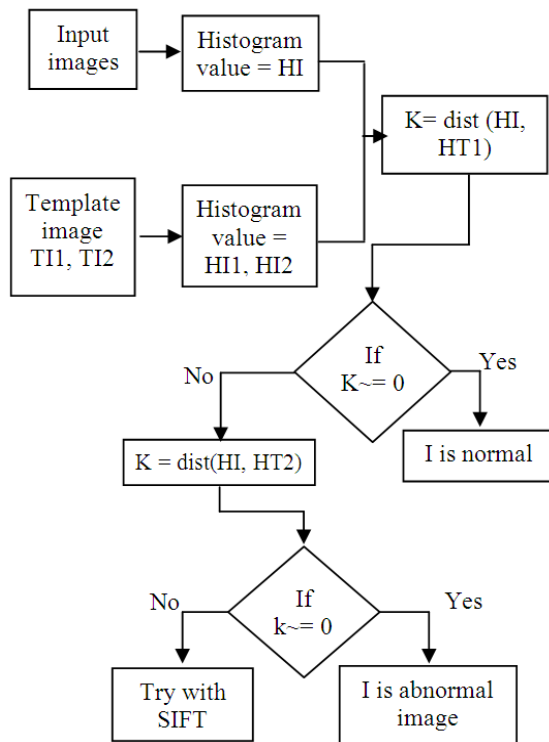 Input
images
Histogram
value = HI
K= dist (HI,
HT1)
Template
image
TI1, TI2
Histogram
value =
HI1, HI2
If
K~= 0
No
Yes
I is normal
K = dist(HI, HT2)
If
k~= 0
No
Yes
Try with
SIFT
I is abnormal
image